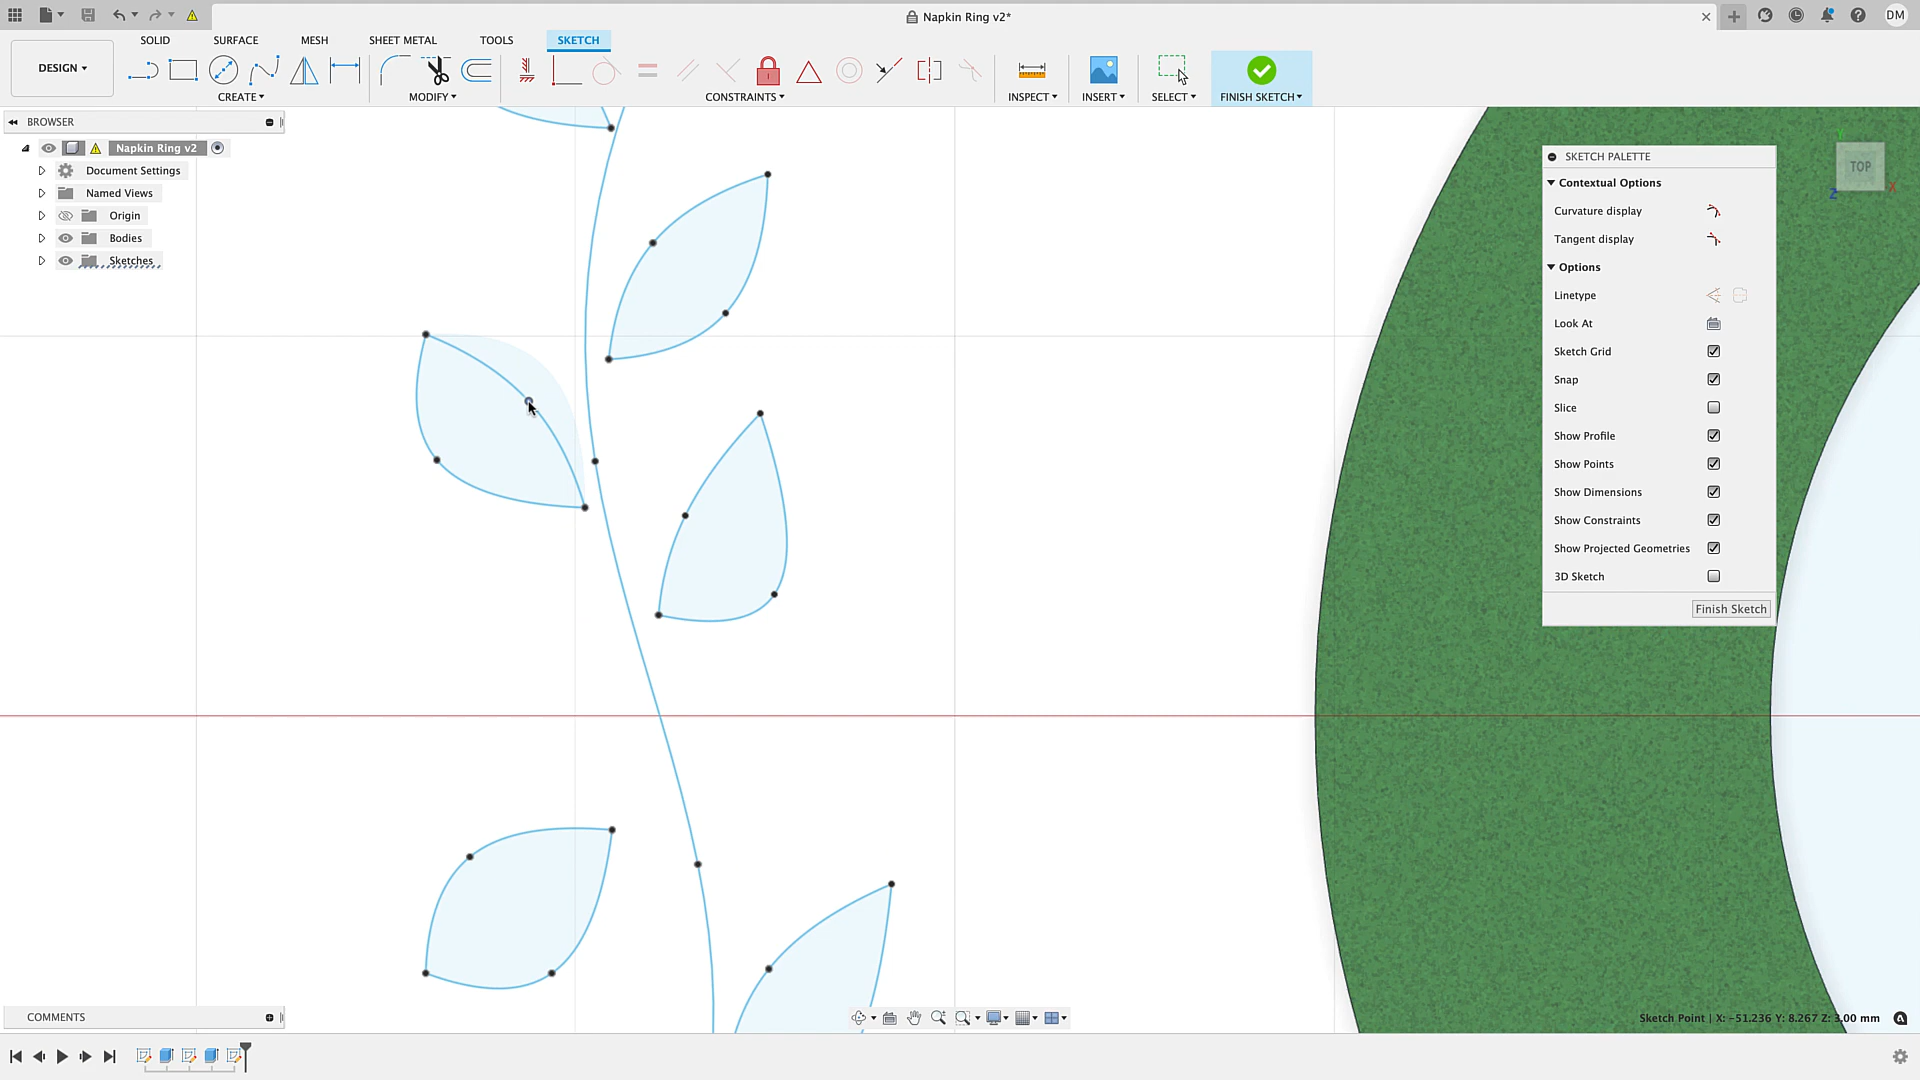 Napkin Ring v2*
DM
DESIGN
SOLID
SURFACE
MESH
SHEET METAL
TOOLS
SKETCH
CREATE
MODIFY
CONSTRAINTS
INSPECT
INSERT
SELECT
FINISH SKETCH
BROWSER
Napkin Ring v2
Document Settings
Named Views
Origin
Bodies
Sketches
SKETCH PALETTE
Contextual Options
Curvature display
Tangent display
Options
Linetype
Look At
Sketch Grid
Snap
Slice
Show Profile
Show Points
Show Dimensions
Show Constraints
Show Projected Geometries
3D Sketch
Finish Sketch
TOP
Y
Z
X
COMMENTS
Sketch Point | X: -51.236 Y: 8.267 Z: 3.00 mm